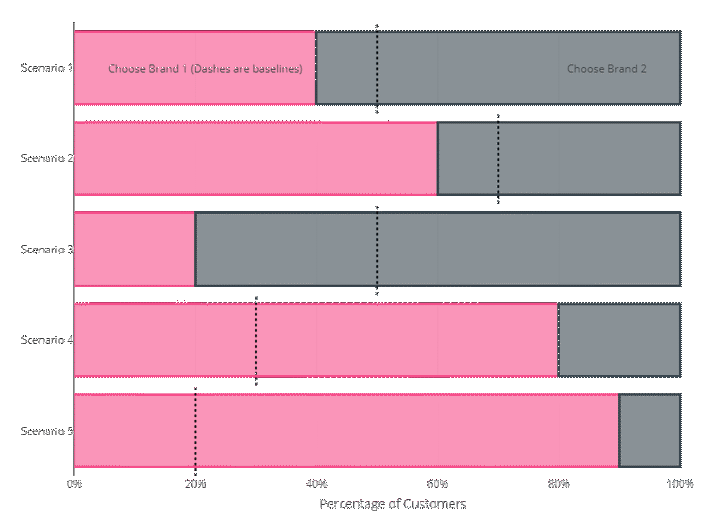 Scenario 1
Choose Brand 1 (Dashes are baselines)
Choose Brand 2
Scenario 2
Scenario 3
Scenario 4
Scenario 5
0% 20% 40% 60% 80% 100%
Percentage of Customers